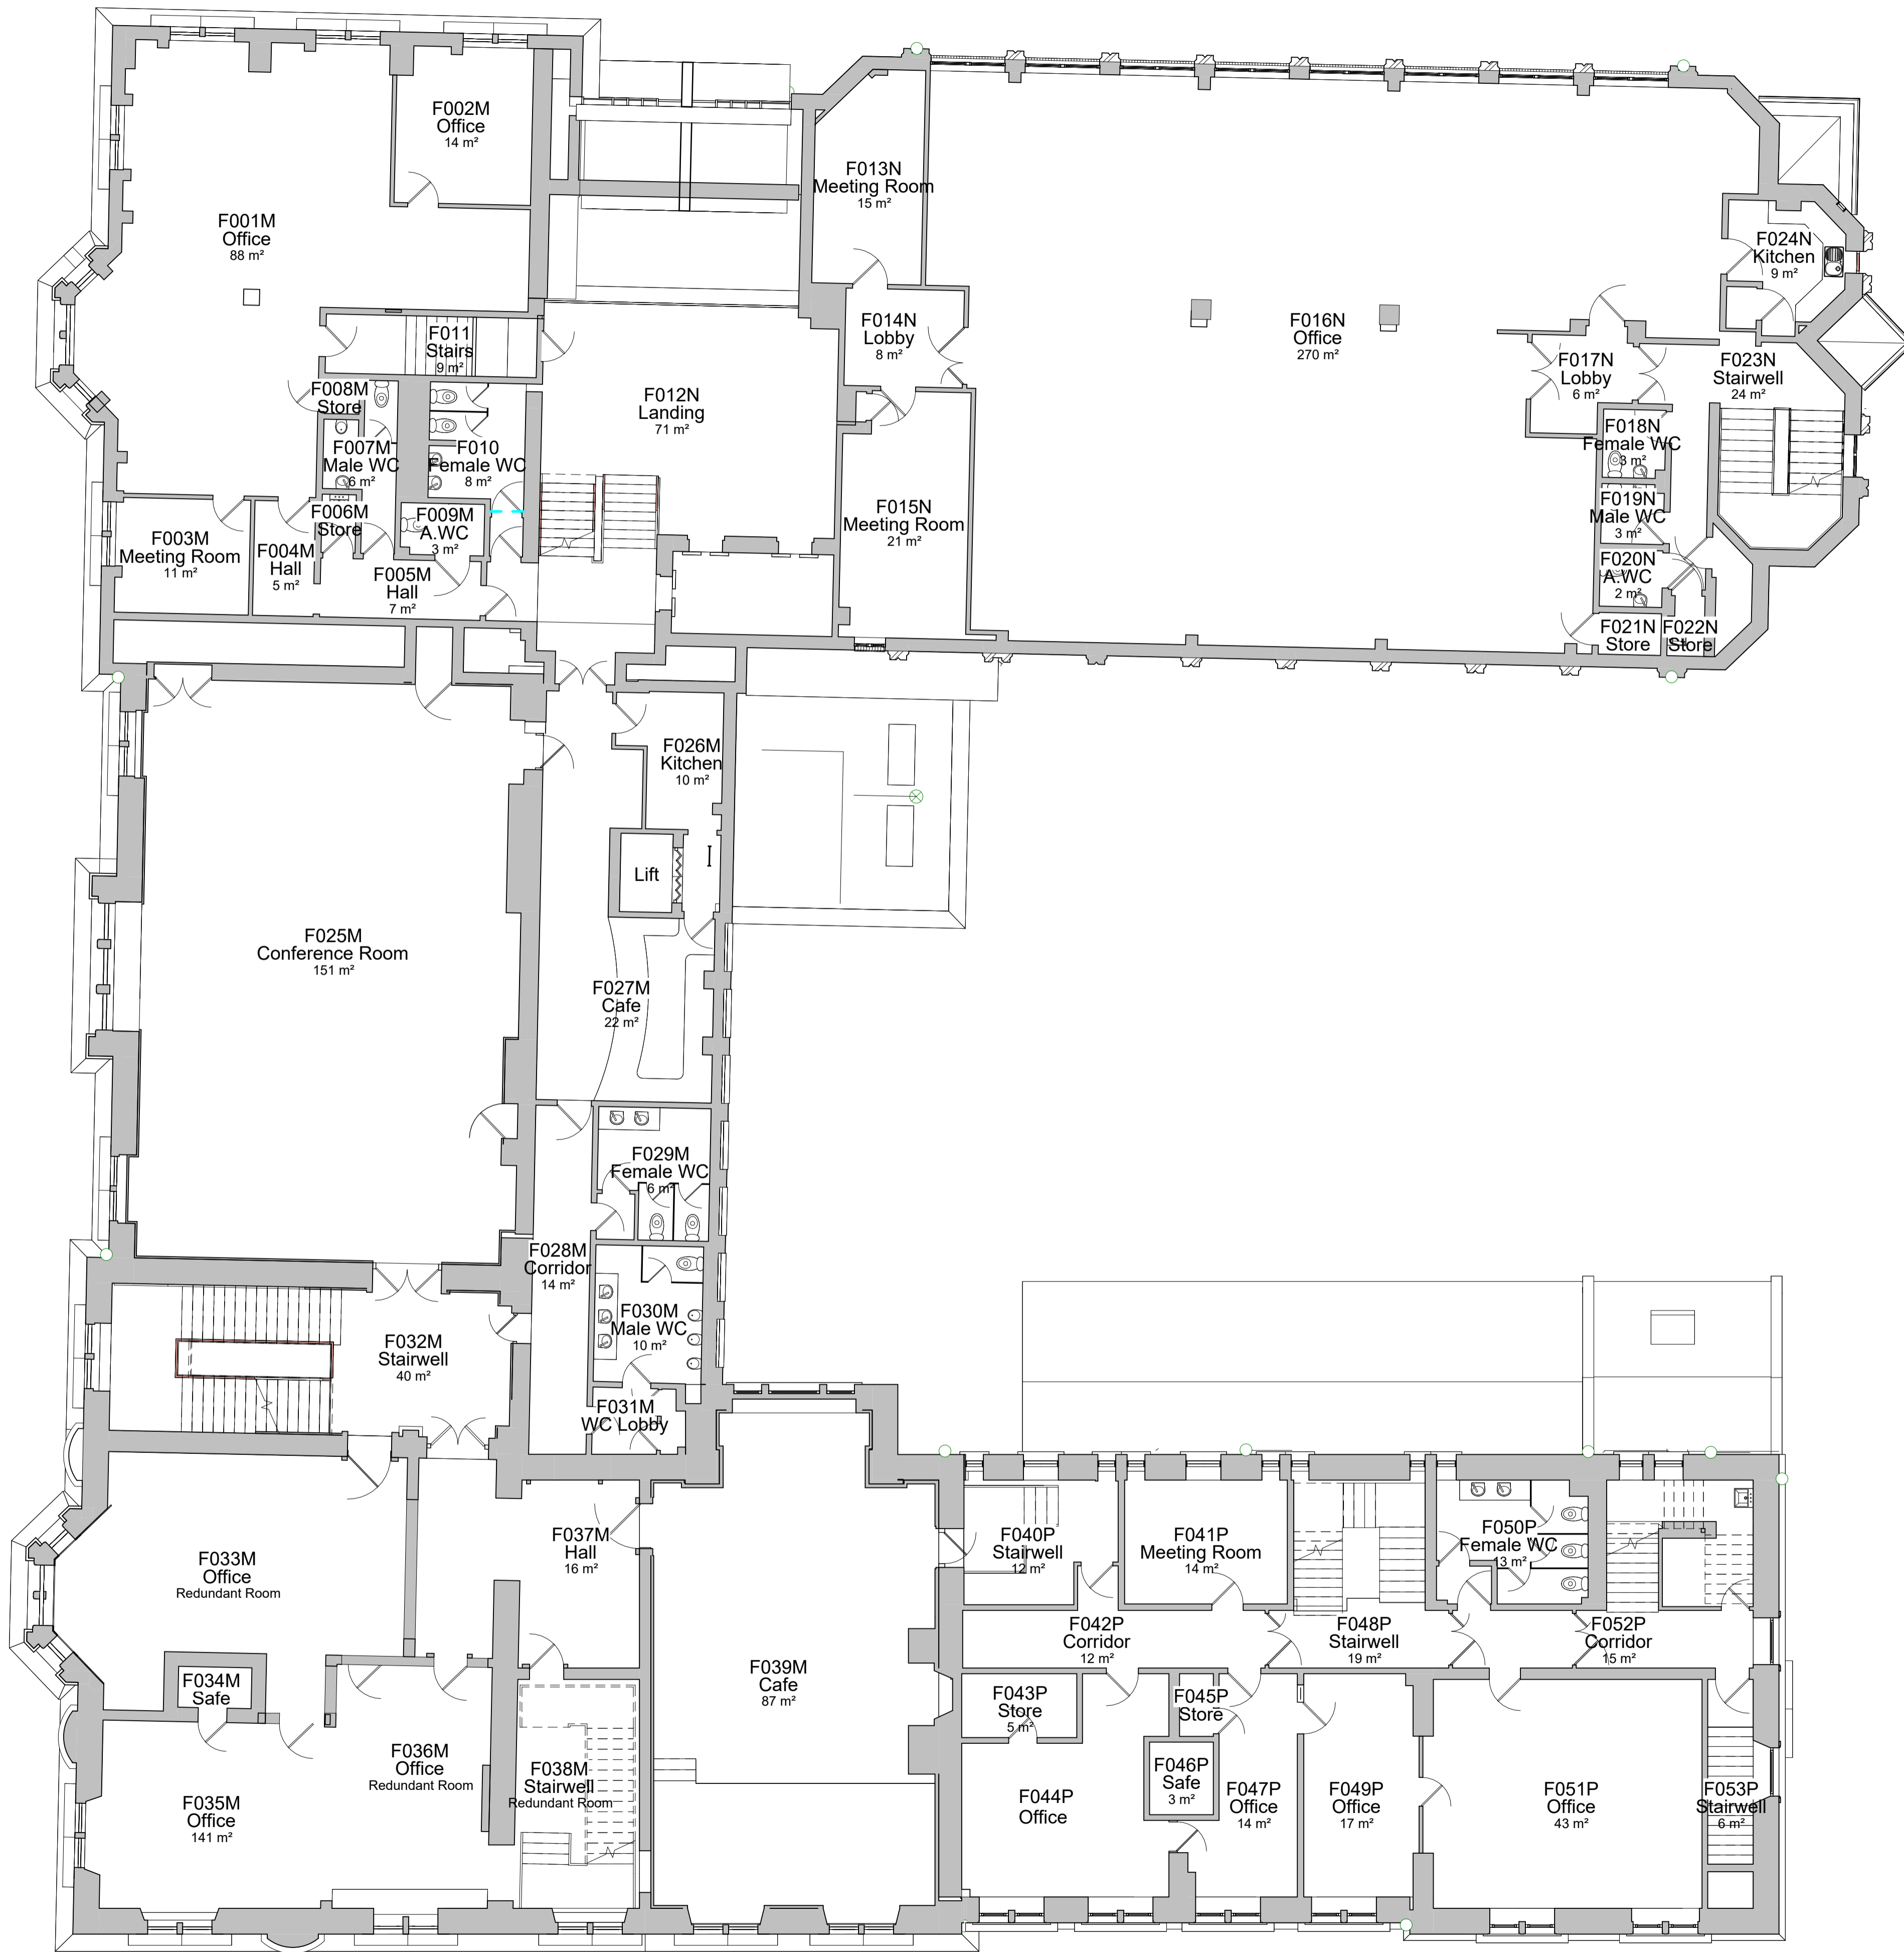 F001M
Office
88 m²
F002M
Office
14 m²
F003M
Meeting Room
11 m²
F004M
Hall
5 m²
F005M
Hall
7 m²
F006M
Store
F007M
Male WC
6 m²
F008M
Store
F009M
A.WC
3 m²
F010
Female WC
8 m²
F011
Stairs
9 m²
F012N
Landing
71 m²
F013N
Meeting Room
15 m²
F014N
Lobby
8 m²
F015N
Meeting Room
21 m²
F016N
Office
270 m²
F017N
Lobby
6 m²
F018N
Female WC
3 m²
F019N
Male WC
3 m²
F020N
A.WC
2 m²
F021N
Store
F022N
Store
F023N
Stairwell
24 m²
F024N
Kitchen
9 m²
F025M
Conference Room
151 m²
F026M
Kitchen
10 m²
Lift
F027M
Cafe
22 m²
F028M
Corridor
14 m²
F029M
Female WC
6 m²
F030M
Male WC
10 m²
F031M
WC Lobby
F032M
Stairwell
40 m²
F033M
Office
Redundant Room
F034M
Safe
F035M
Office
141 m²
F036M
Office
Redundant Room
F037M
Hall
16 m²
F038M
Stairwell
Redundant Room
F039M
Cafe
87 m²
F040P
Stairwell
12 m²
F041P
Meeting Room
14 m²
F042P
Corridor
12 m²
F043P
Store
5 m²
F044P
Office
F045P
Store
F046P
Safe
3 m²
F047P
Office
14 m²
F048P
Stairwell
19 m²
F049P
Office
17 m²
F050P
Female WC
13 m²
F051P
Office
43 m²
F052P
Corridor
15 m²
F053P
Stairwell
6 m²